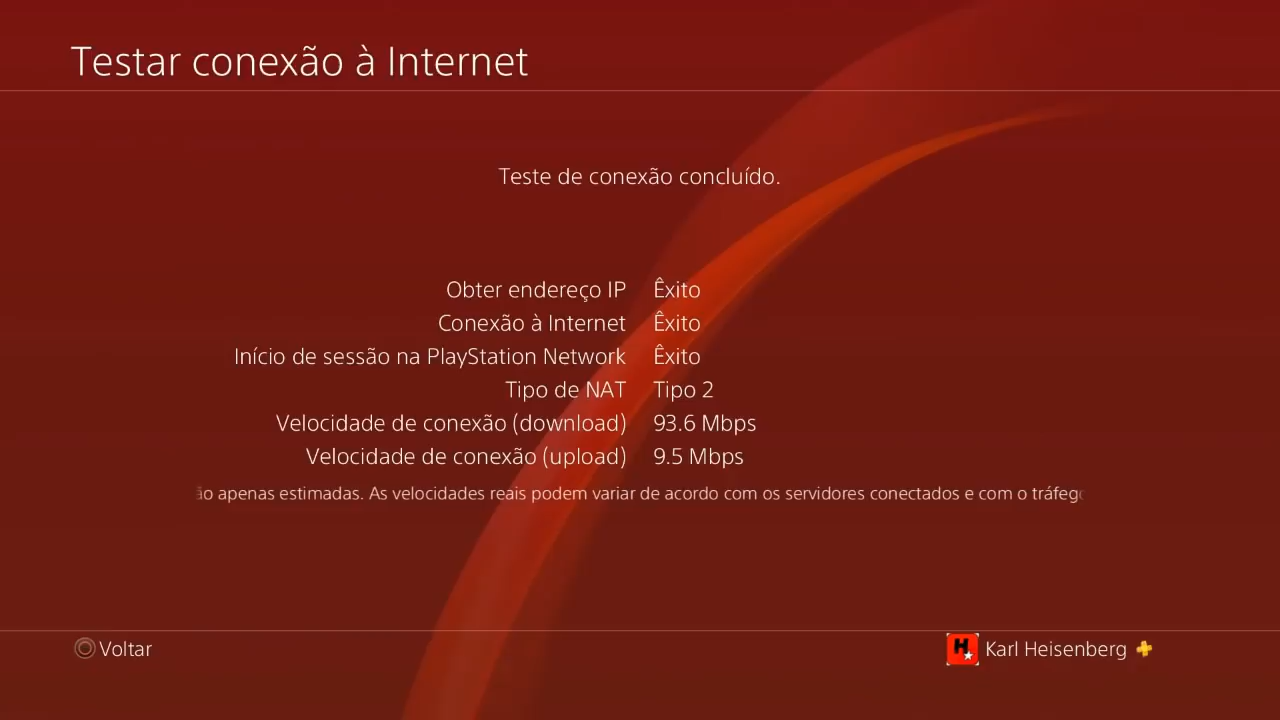 Testar conexão à Internet
Teste de conexão concluído.
Obter endereço IP Êxito
Conexão à Internet Êxito
Início de sessão na PlayStation Network Êxito
Tipo de NAT Tipo 2
Velocidade de conexão (download) 93.6 Mbps
Velocidade de conexão (upload) 9.5 Mbps
apenas estimadas. As velocidades reais podem variar de acordo com os servidores conectados e com o
Voltar
H
Karl Heisenberg